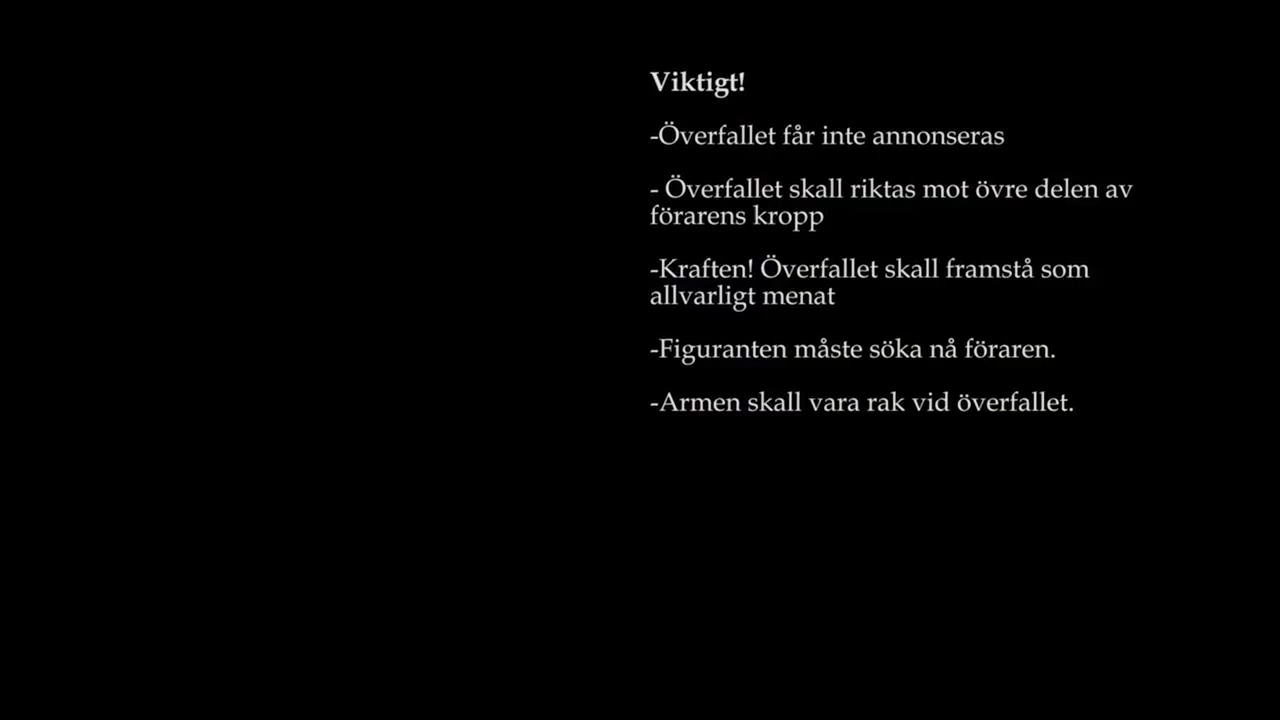 Viktigt!
-Överfallet får inte annonseras
- Överfallet skall riktas mot övre delen av
förarens kropp
-Kraften! Överfallet skall framstå som
allvarligt menat
-Figuranten måste söka nå föraren.
-Armen skall vara rak vid överfallet.